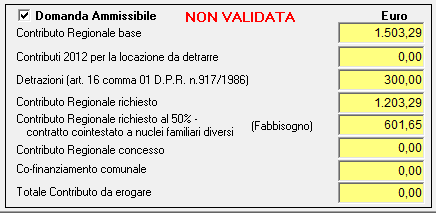 Domanda Ammissibile NON VALIDATA Euro
Contributo Regionale base 1.503,29
Contributi 2012 per la locazione da detrarre 0,00
Detrazioni (art. 16 comma 01 D.P.R. n.917/1986) 300,00
Contributo Regionale richiesto 1.203,29
Contributo Regionale richiesto al 50% -
contratto cointestato a nuclei familiari diversi (Fabbisogno) 601,65
Contributo Regionale concesso 0,00
Co-finanziamento comunale 0,00
Totale Contributo da erogare 0,00